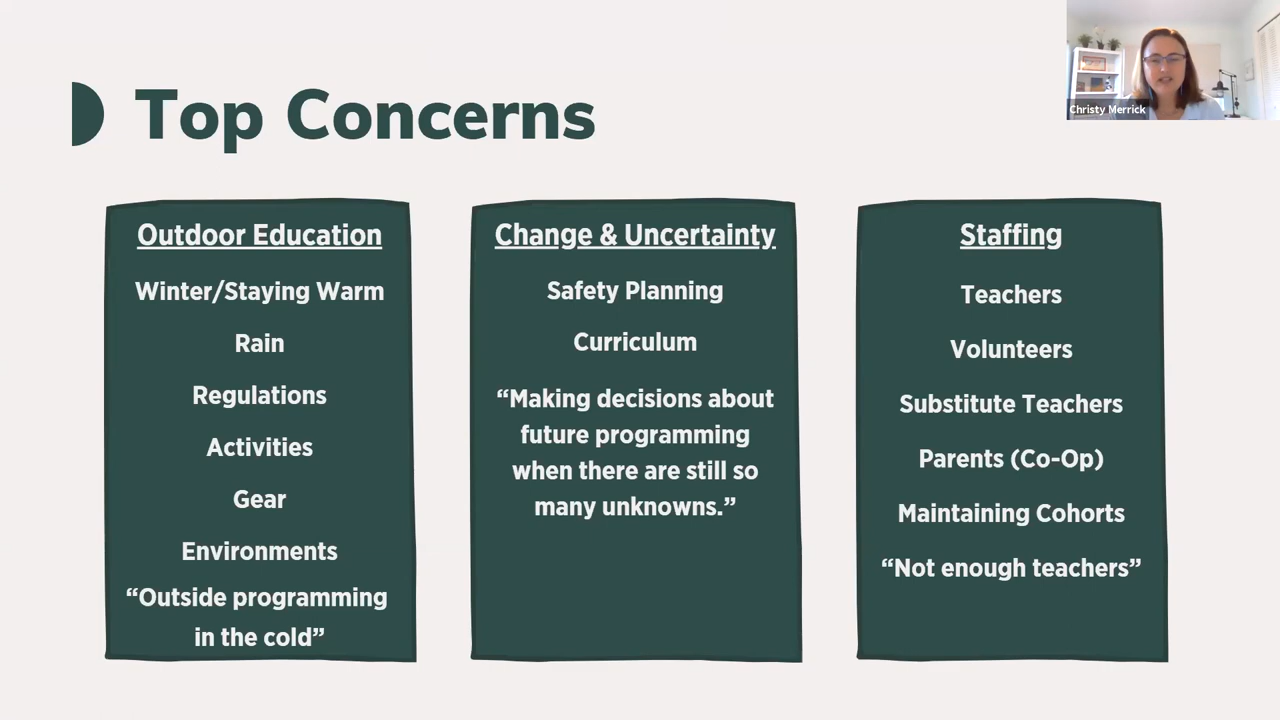 Top Concerns
Christy Merrick
Outdoor Education
Winter/Staying Warm
Rain
Regulations
Activities
Gear
Environments
“Outside programming
in the cold”
Change & Uncertainty
Safety Planning
Curriculum
“Making decisions about
future programming
when there are still so
many unknowns.”
Staffing
Teachers
Volunteers
Substitute Teachers
Parents (Co-Op)
Maintaining Cohorts
“Not enough teachers”